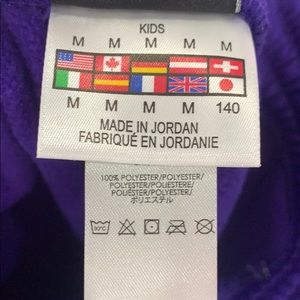 KIDS
M M M M M
M M M M 140
MADE IN JORDAN
FABRIQUÉ EN JORDANIE
100% POLYESTER/POLYESTER/
POLYESTER/POLIESTERE/
POLIÉSTER/POLYESTER/
ポリエステル
30°C